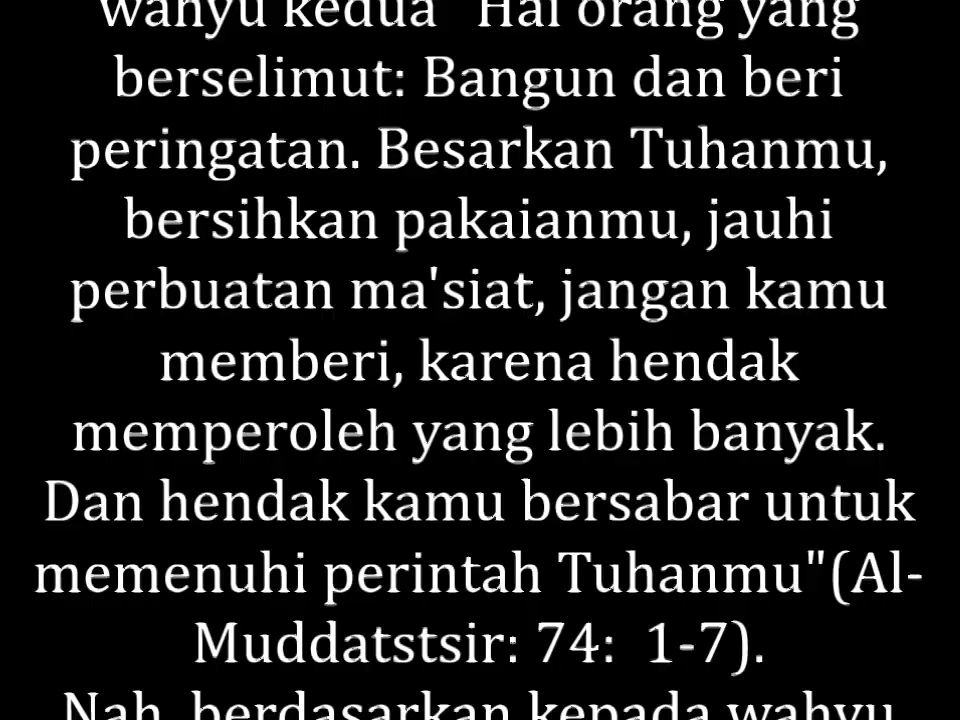 wahyu kedua "Hai orang yang
berselimut: Bangun dan beri
peringatan. Besarkan Tuhanmu,
bersihkan pakaianmu, jauhi
perbuatan ma'siat, jangan kamu
memberi, karena hendak
memperoleh yang lebih banyak.
Dan hendak kamu bersabar untuk
memenuhi perintah Tuhanmu"(Al-
Muddatstsir: 74:  1-7).
Nah, berdasarkan kepada wahyu